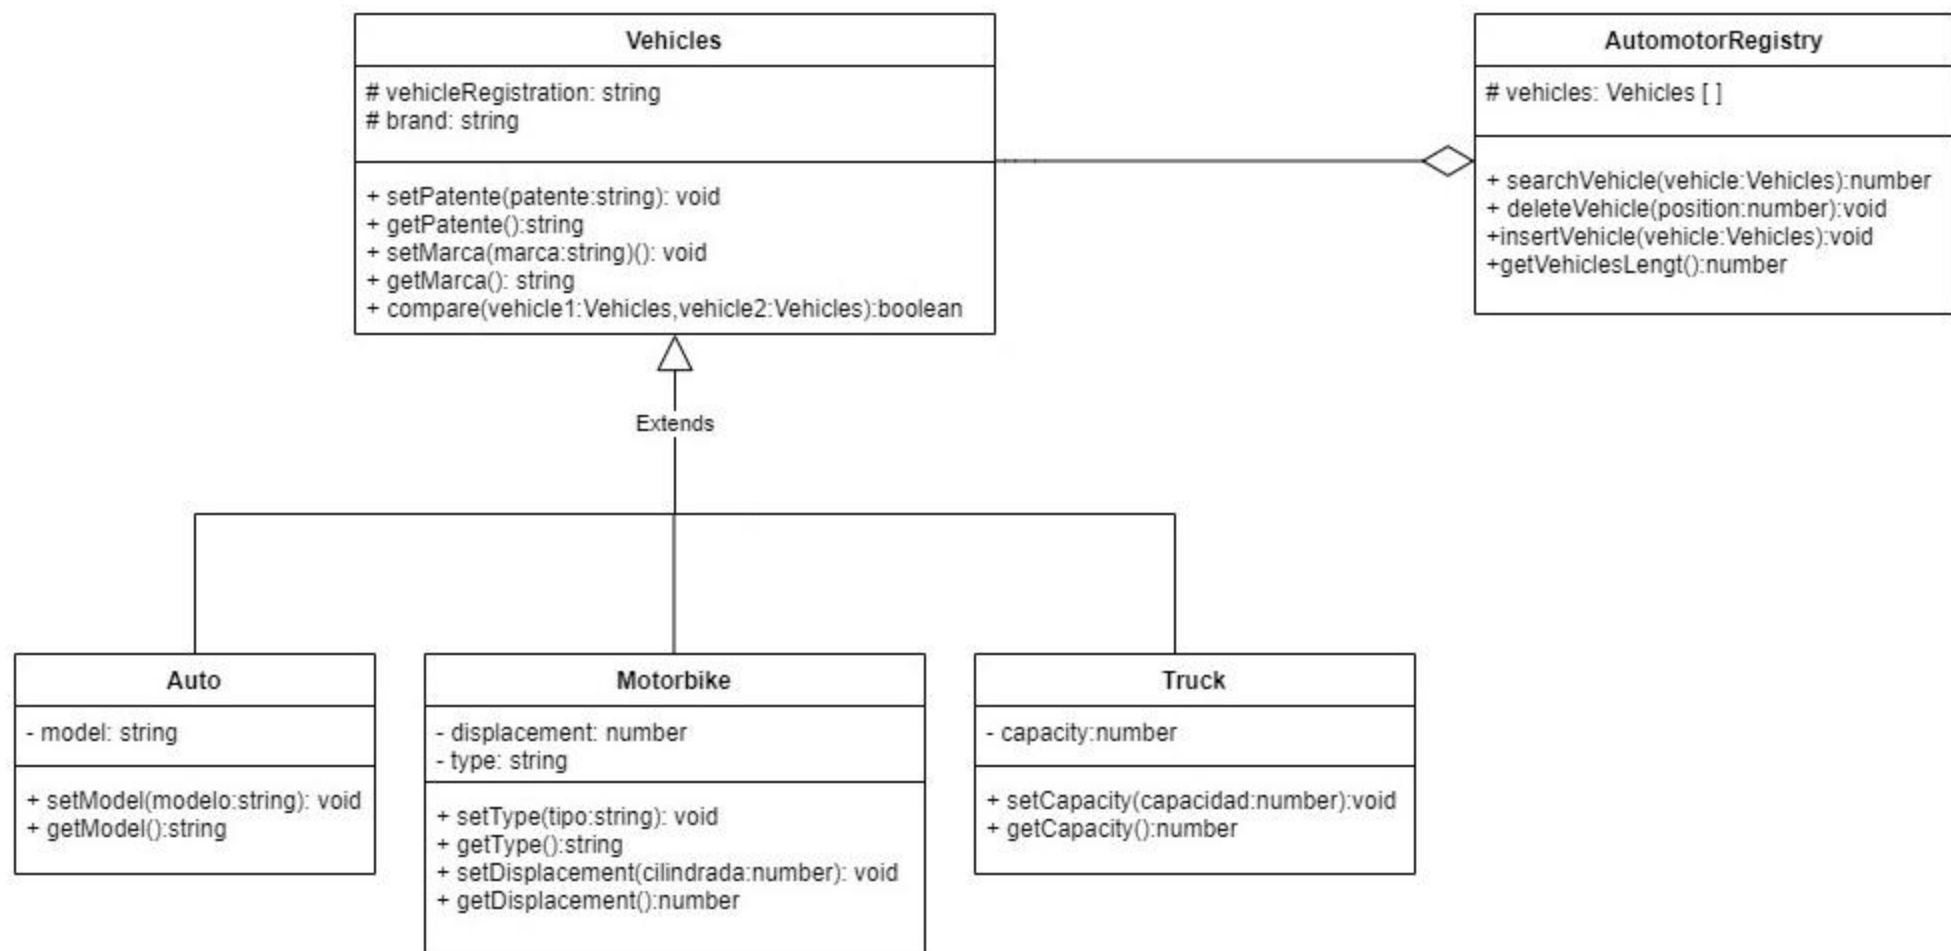 Vehicles
# vehicleRegistration: string
# brand: string
+ setPatente(patente:string): void
+ getPatente():string
+ setMarca(marca:string)(): void
+ getMarca(): string
+ compare(vehicle1:Vehicles,vehicle2:Vehicles):boolean
AutomotorRegistry
# vehicles: Vehicles [ ]
+ searchVehicle(vehicle:Vehicles):number
+ deleteVehicle(position:number):void
+insertVehicle(vehicle:Vehicles):void
+getVehiclesLengt():number
Extends
Auto
- model: string
+ setModel(modelo:string): void
+ getModel():string
Motorbike
- displacement: number
- type: string
+ setType(tipo:string): void
+ getType():string
+ setDisplacement(cilindrada:number): void
+ getDisplacement():number
Truck
- capacity:number
+ setCapacity(capacidad:number):void
+ getCapacity():number